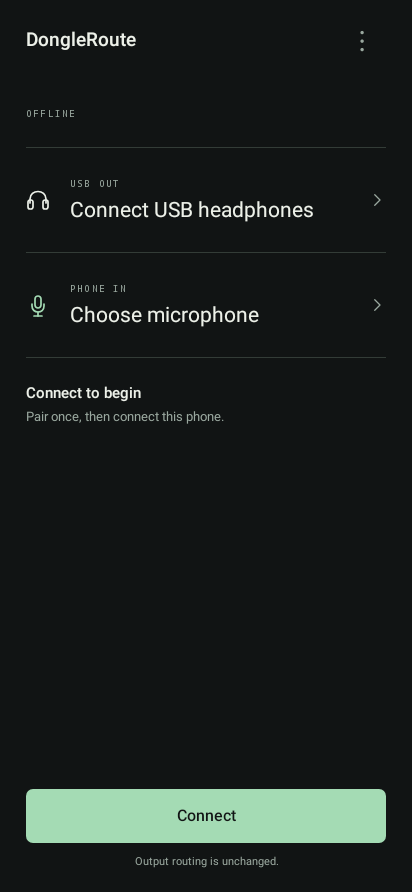 DongleRoute
OFFLINE
USB OUT
Connect USB headphones
PHONE IN
Choose microphone
Connect to begin
Pair once, then connect this phone.
Connect
Output routing is unchanged.